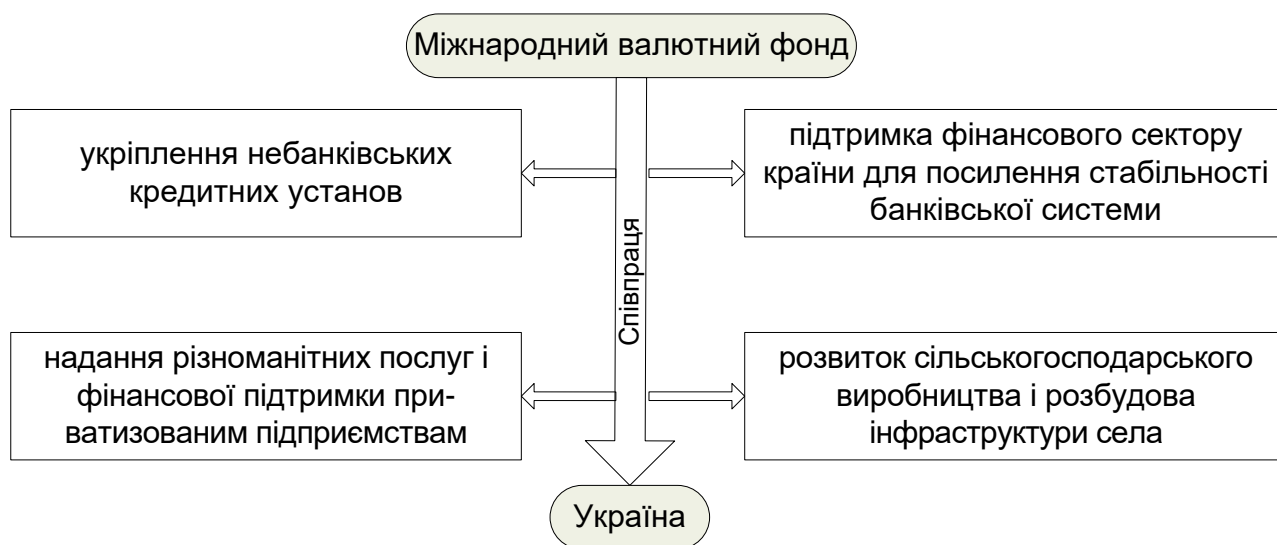 Міжнародний валютний фонд
укріплення небанківських
кредитних установ
підтримка фінансового сектору
країни для посилення стабільності
банківської системи
Співпраця
надання різноманітних послуг і
фінансової підтримки при-
ватизованим підприємствам
розвиток сільськогосподарського
виробництва і розбудова
інфраструктури села
Україна